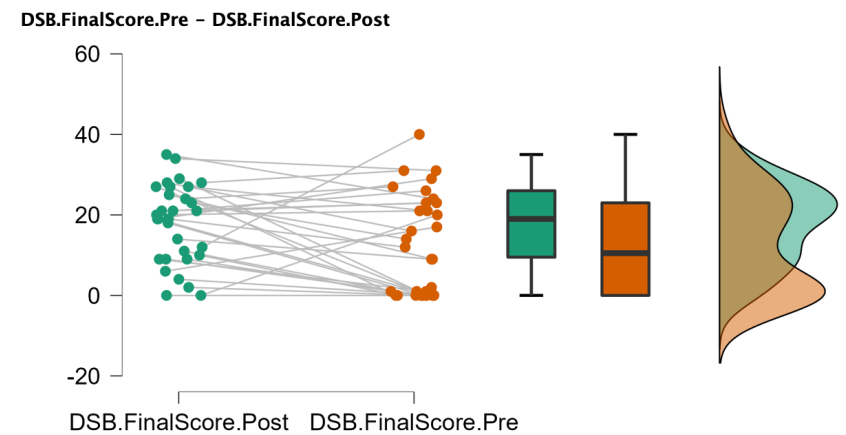 DSB.FinalScore.Pre – DSB.FinalScore.Post
60
40
20
0
-20
DSB.FinalScore.Post DSB.FinalScore.Pre